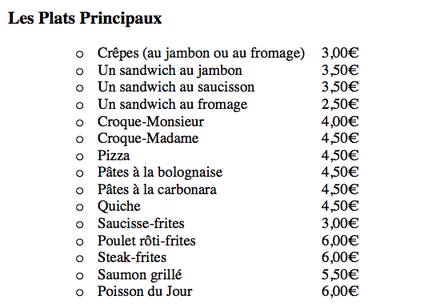 Les Plats Principaux
o Crêpes (au jambon ou au fromage) 3,00€
o Un sandwich au jambon 3,50€
o Un sandwich au saucisson 3,50€
o Un sandwich au fromage 2,50€
o Croque-Monsieur 4,00€
o Croque-Madame 4,50€
o Pizza 4,50€
o Pâtes à la bolognaise 4,50€
o Pâtes à la carbonara 4,50€
o Quiche 4,50€
o Saucisse-frites 3,00€
o Poulet rôti-frites 6,00€
o Steak-frites 6,00€
o Saumon grillé 5,50€
o Poisson du Jour 6,00€